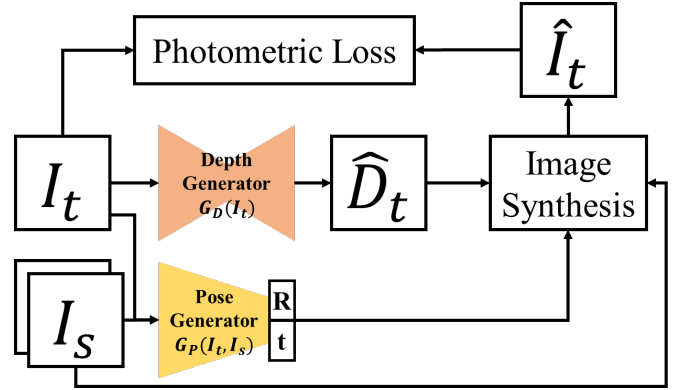 Photometric Loss
Î_t
I_t
Depth
Generator
G_D(I_t)
D̂_t
Image
Synthesis
I_s
Pose
Generator
G_P(I_t, I_s)
R
t